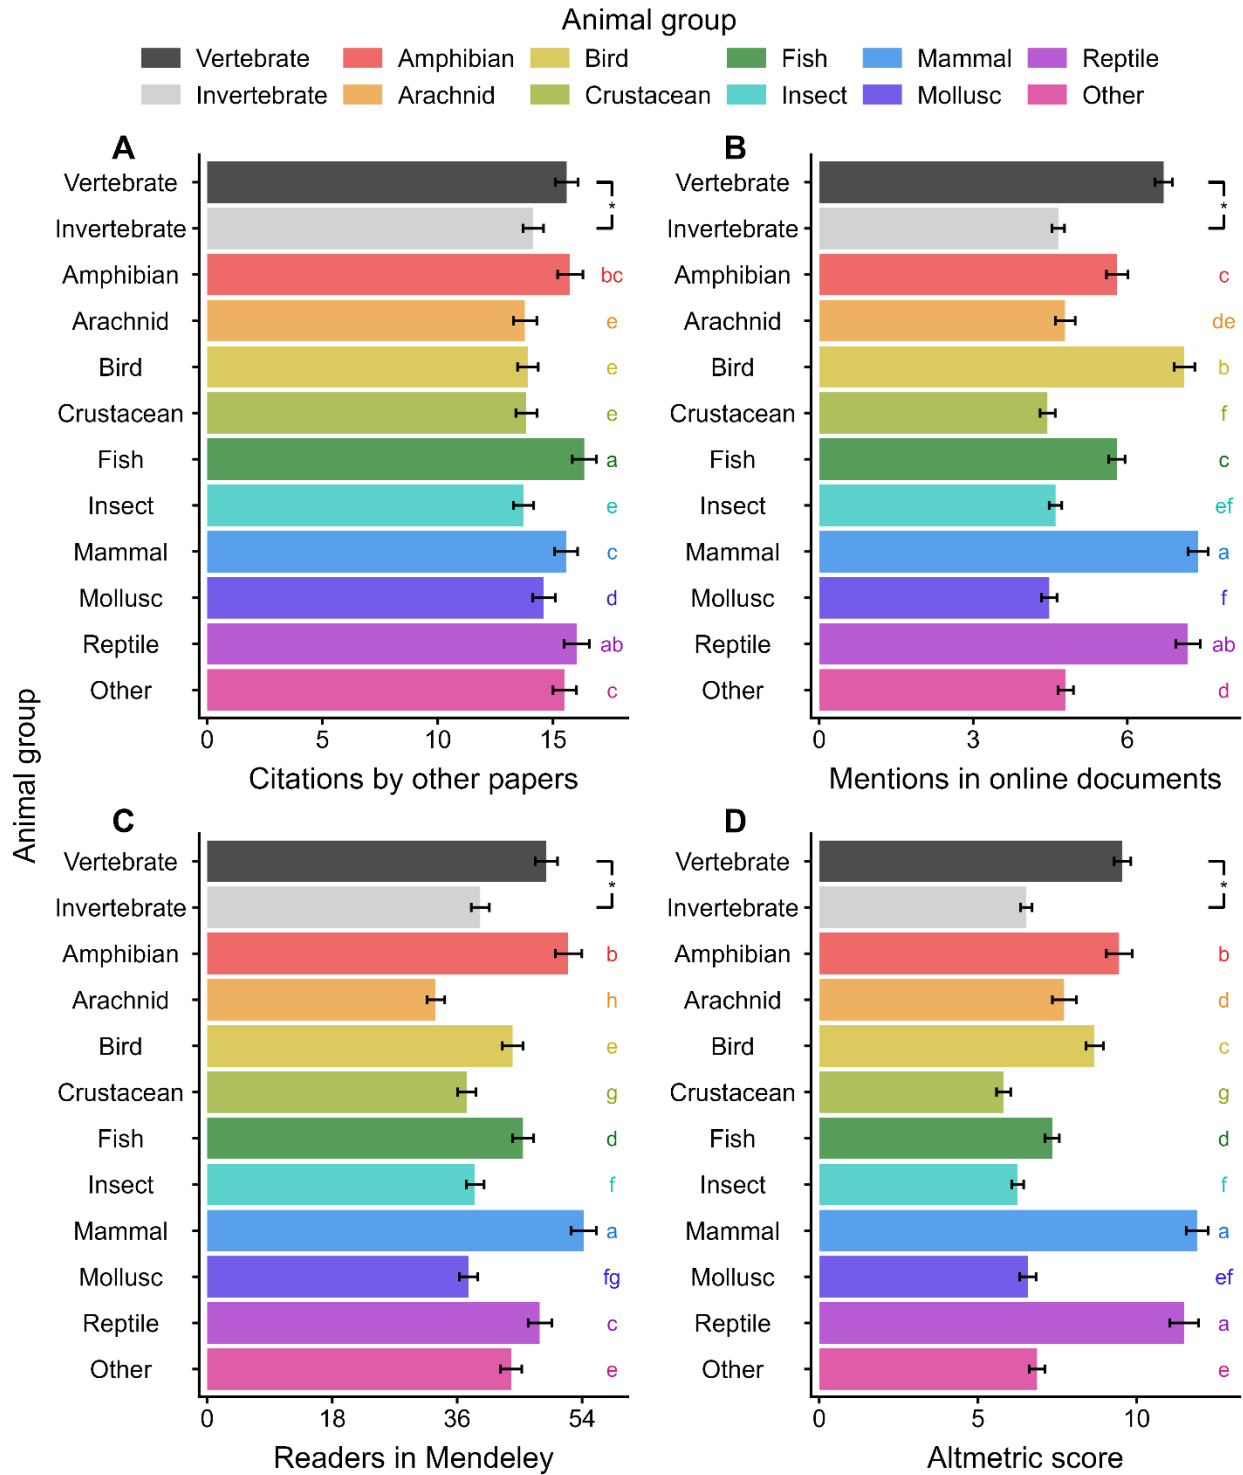 Animal group
Vertebrate Amphibian Bird Fish Mammal Reptile
Invertebrate Arachnid Crustacean Insect Mollusc Other
Animal group
A
Vertebrate
*
Invertebrate
Amphibian bc
Arachnid e
Bird e
Crustacean e
Fish a
Insect e
Mammal c
Mollusc d
Reptile ab
Other c
0 5 10 15
Citations by other papers
B
Vertebrate
*
Invertebrate
Amphibian c
Arachnid de
Bird b
Crustacean f
Fish c
Insect ef
Mammal a
Mollusc f
Reptile ab
Other d
0 3 6
Mentions in online documents
C
Vertebrate
*
Invertebrate
Amphibian b
Arachnid h
Bird e
Crustacean g
Fish d
Insect f
Mammal a
Mollusc fg
Reptile c
Other e
0 18 36 54
Readers in Mendeley
D
Vertebrate
*
Invertebrate
Amphibian b
Arachnid d
Bird c
Crustacean g
Fish d
Insect f
Mammal a
Mollusc ef
Reptile a
Other e
0 5 10
Altmetric score